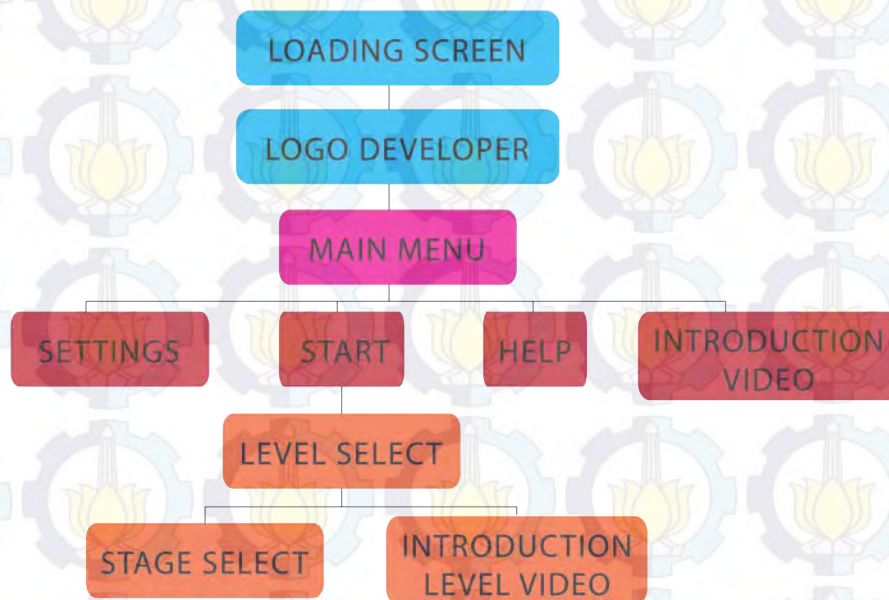 LOADING SCREEN
LOGO DEVELOPER
MAIN MENU
SETTINGS
START
HELP
INTRODUCTION
VIDEO
LEVEL SELECT
STAGE SELECT
INTRODUCTION
LEVEL VIDEO